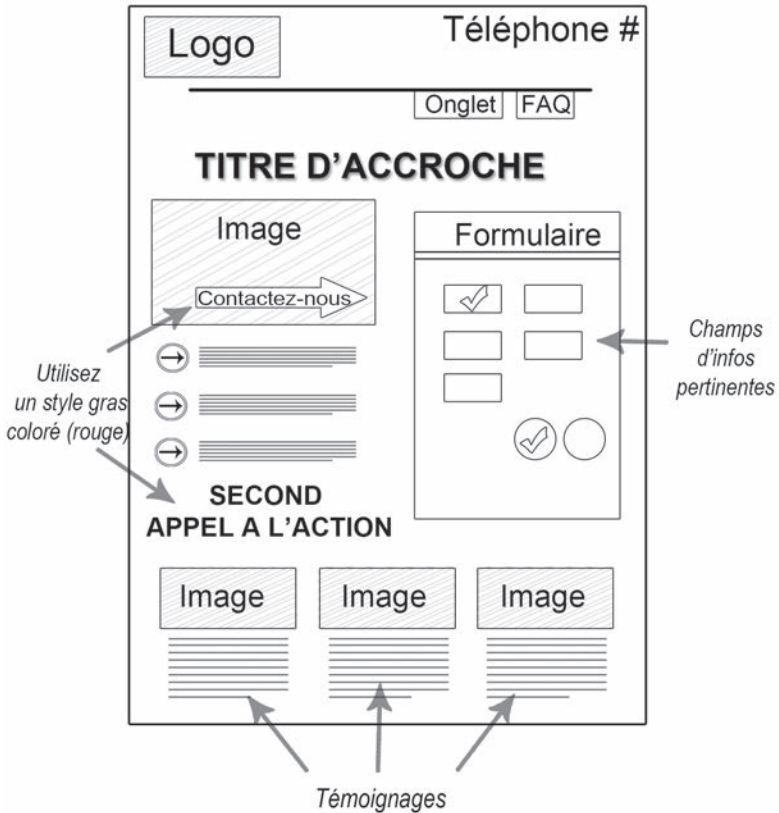 Logo
Téléphone #
Onglet
FAQ
TITRE D’ACCROCHE
Image
Contactez-nous
Formulaire
Utilisez
un style gras
coloré (rouge)
Champs
d’infos
pertinentes
SECOND
APPEL A L’ACTION
Image
Image
Image
Témoignages